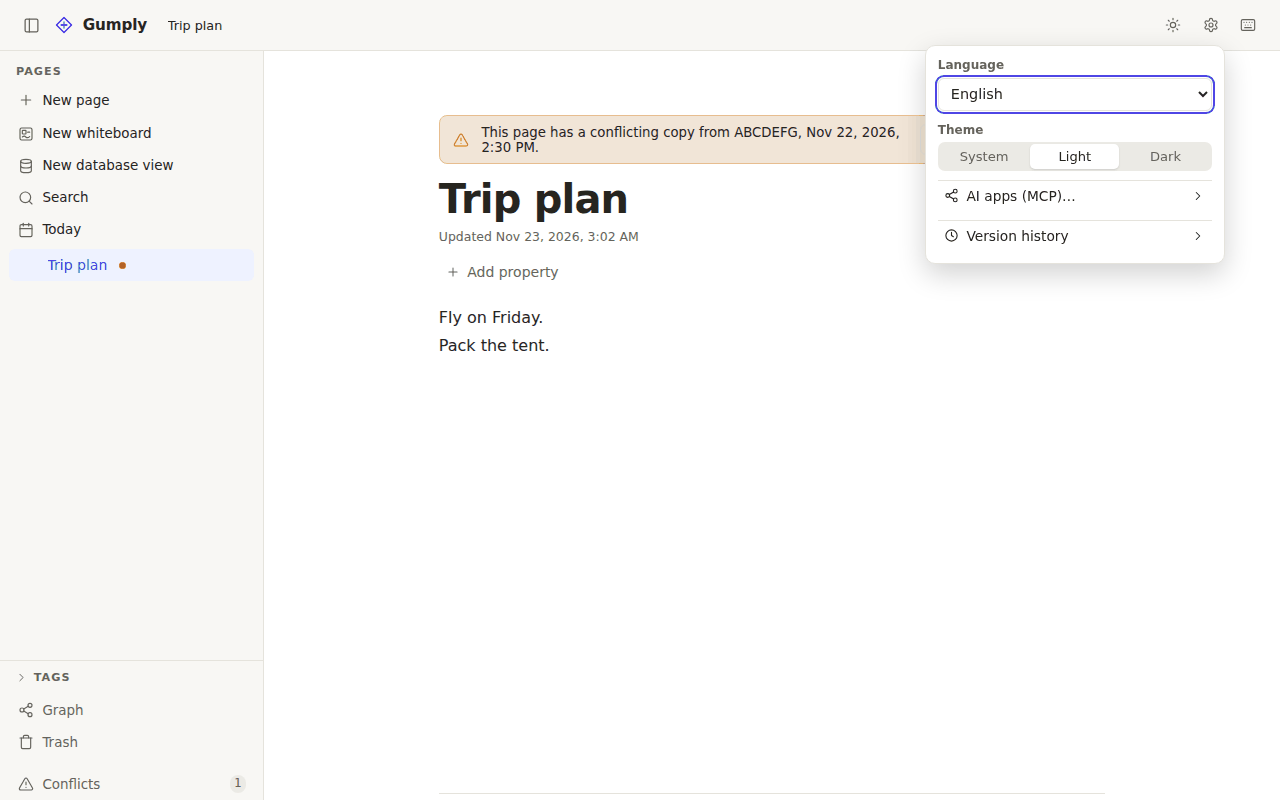 Gumply
Trip plan
PAGES
New page
New whiteboard
New database view
Search
Today
Trip plan
TAGS
Graph
Trash
Conflicts 1
This page has a conflicting copy from ABCDEFG, Nov 22, 2026,
2:30 PM.
Trip plan
Updated Nov 23, 2026, 3:02 AM
Add property
Fly on Friday.
Pack the tent.
Language
English
Theme
System Light Dark
AI apps (MCP)...
Version history